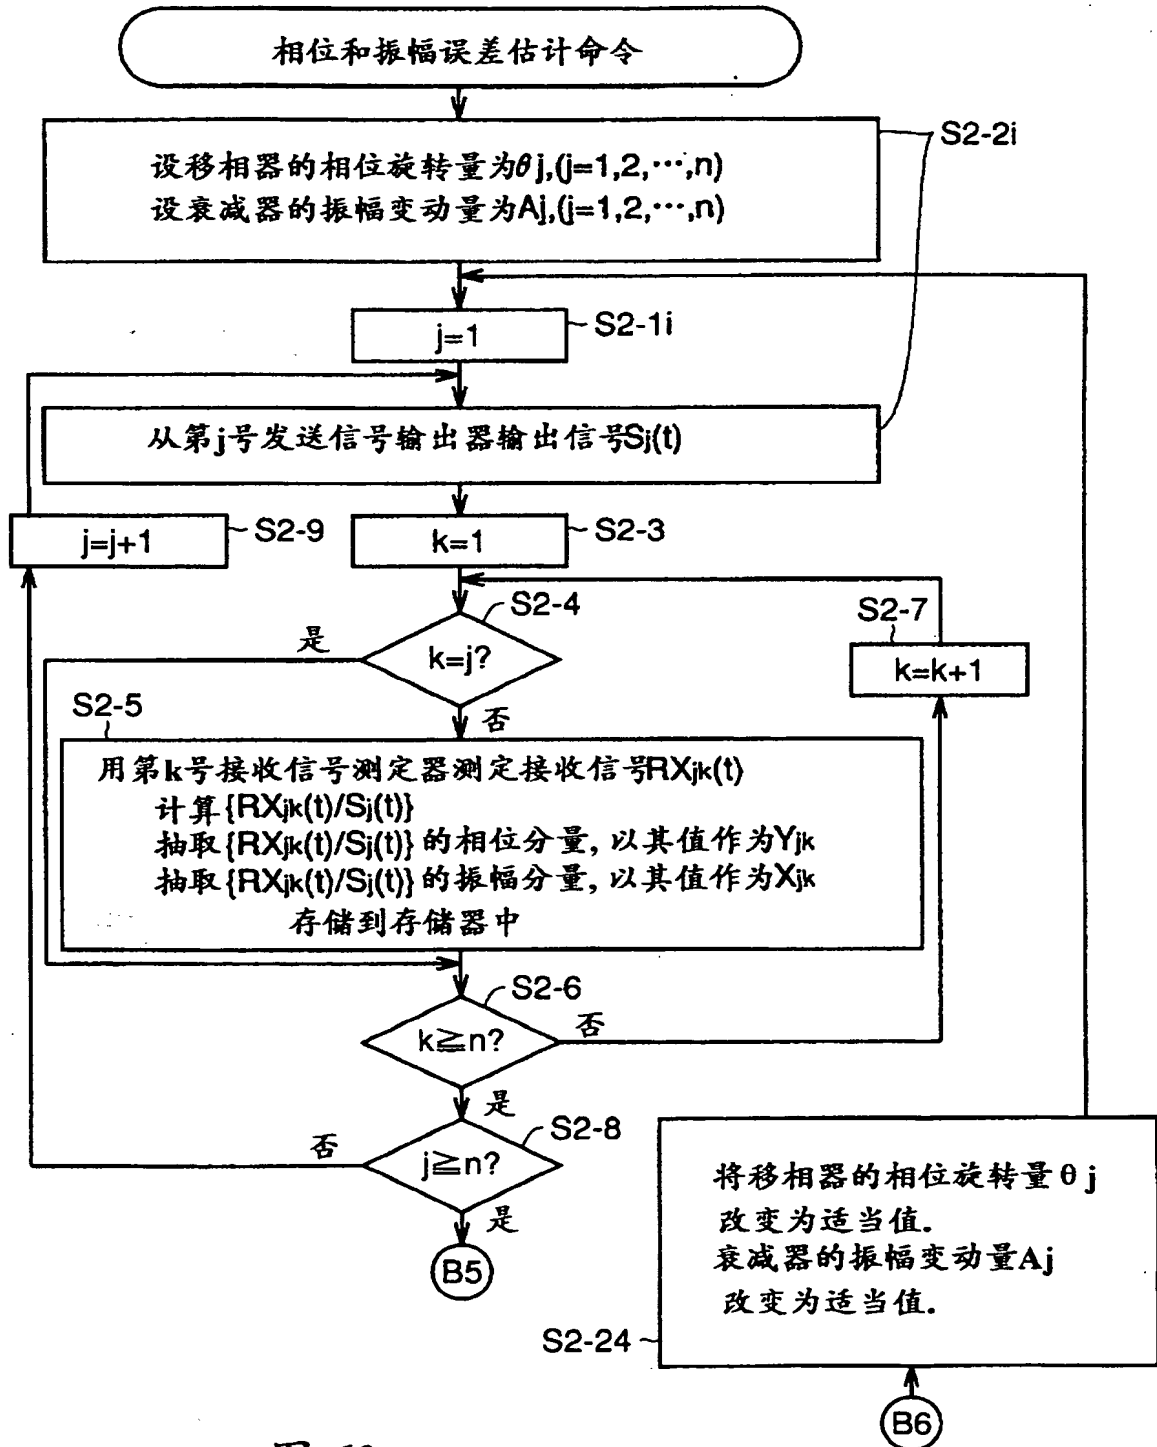 相位和振幅误差估计命令
设移相器的相位旋转量为θj,(j=1,2,···,n)
设衰减器的振幅变动量为Aj,(j=1,2,···,n)
S2-2i
j=1
S2-1i
从第j号发送信号输出器输出信号Sj(t)
j=j+1
S2-9
k=1
S2-3
S2-4
是
k=j?
否
S2-7
k=k+1
S2-5
用第k号接收信号测定器测定接收信号RXjk(t)
计算{RXjk(t)/Sj(t)}
抽取{RXjk(t)/Sj(t)}的相位分量,以其值作为Yjk
抽取{RXjk(t)/Sj(t)}的振幅分量,以其值作为Xjk
存储到存储器中
S2-6
k≧n?
否
是
S2-8
否
j≧n?
是
B5
将移相器的相位旋转量θj
改变为适当值.
衰减器的振幅变动量Aj
改变为适当值.
S2-24
B6
图